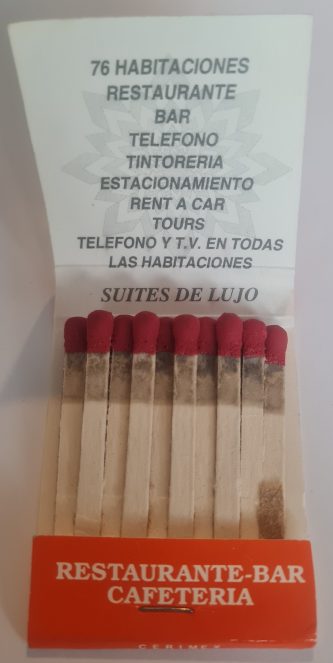 76 HABITACIONES
RESTAURANTE
BAR
TELEFONO
TINTORERIA
ESTACIONAMIENTO
RENT A CAR
TOURS
TELEFONO Y T.V. EN TODAS
LAS HABITACIONES
SUITES DE LUJO
RESTAURANTE-BAR
CAFETERIA